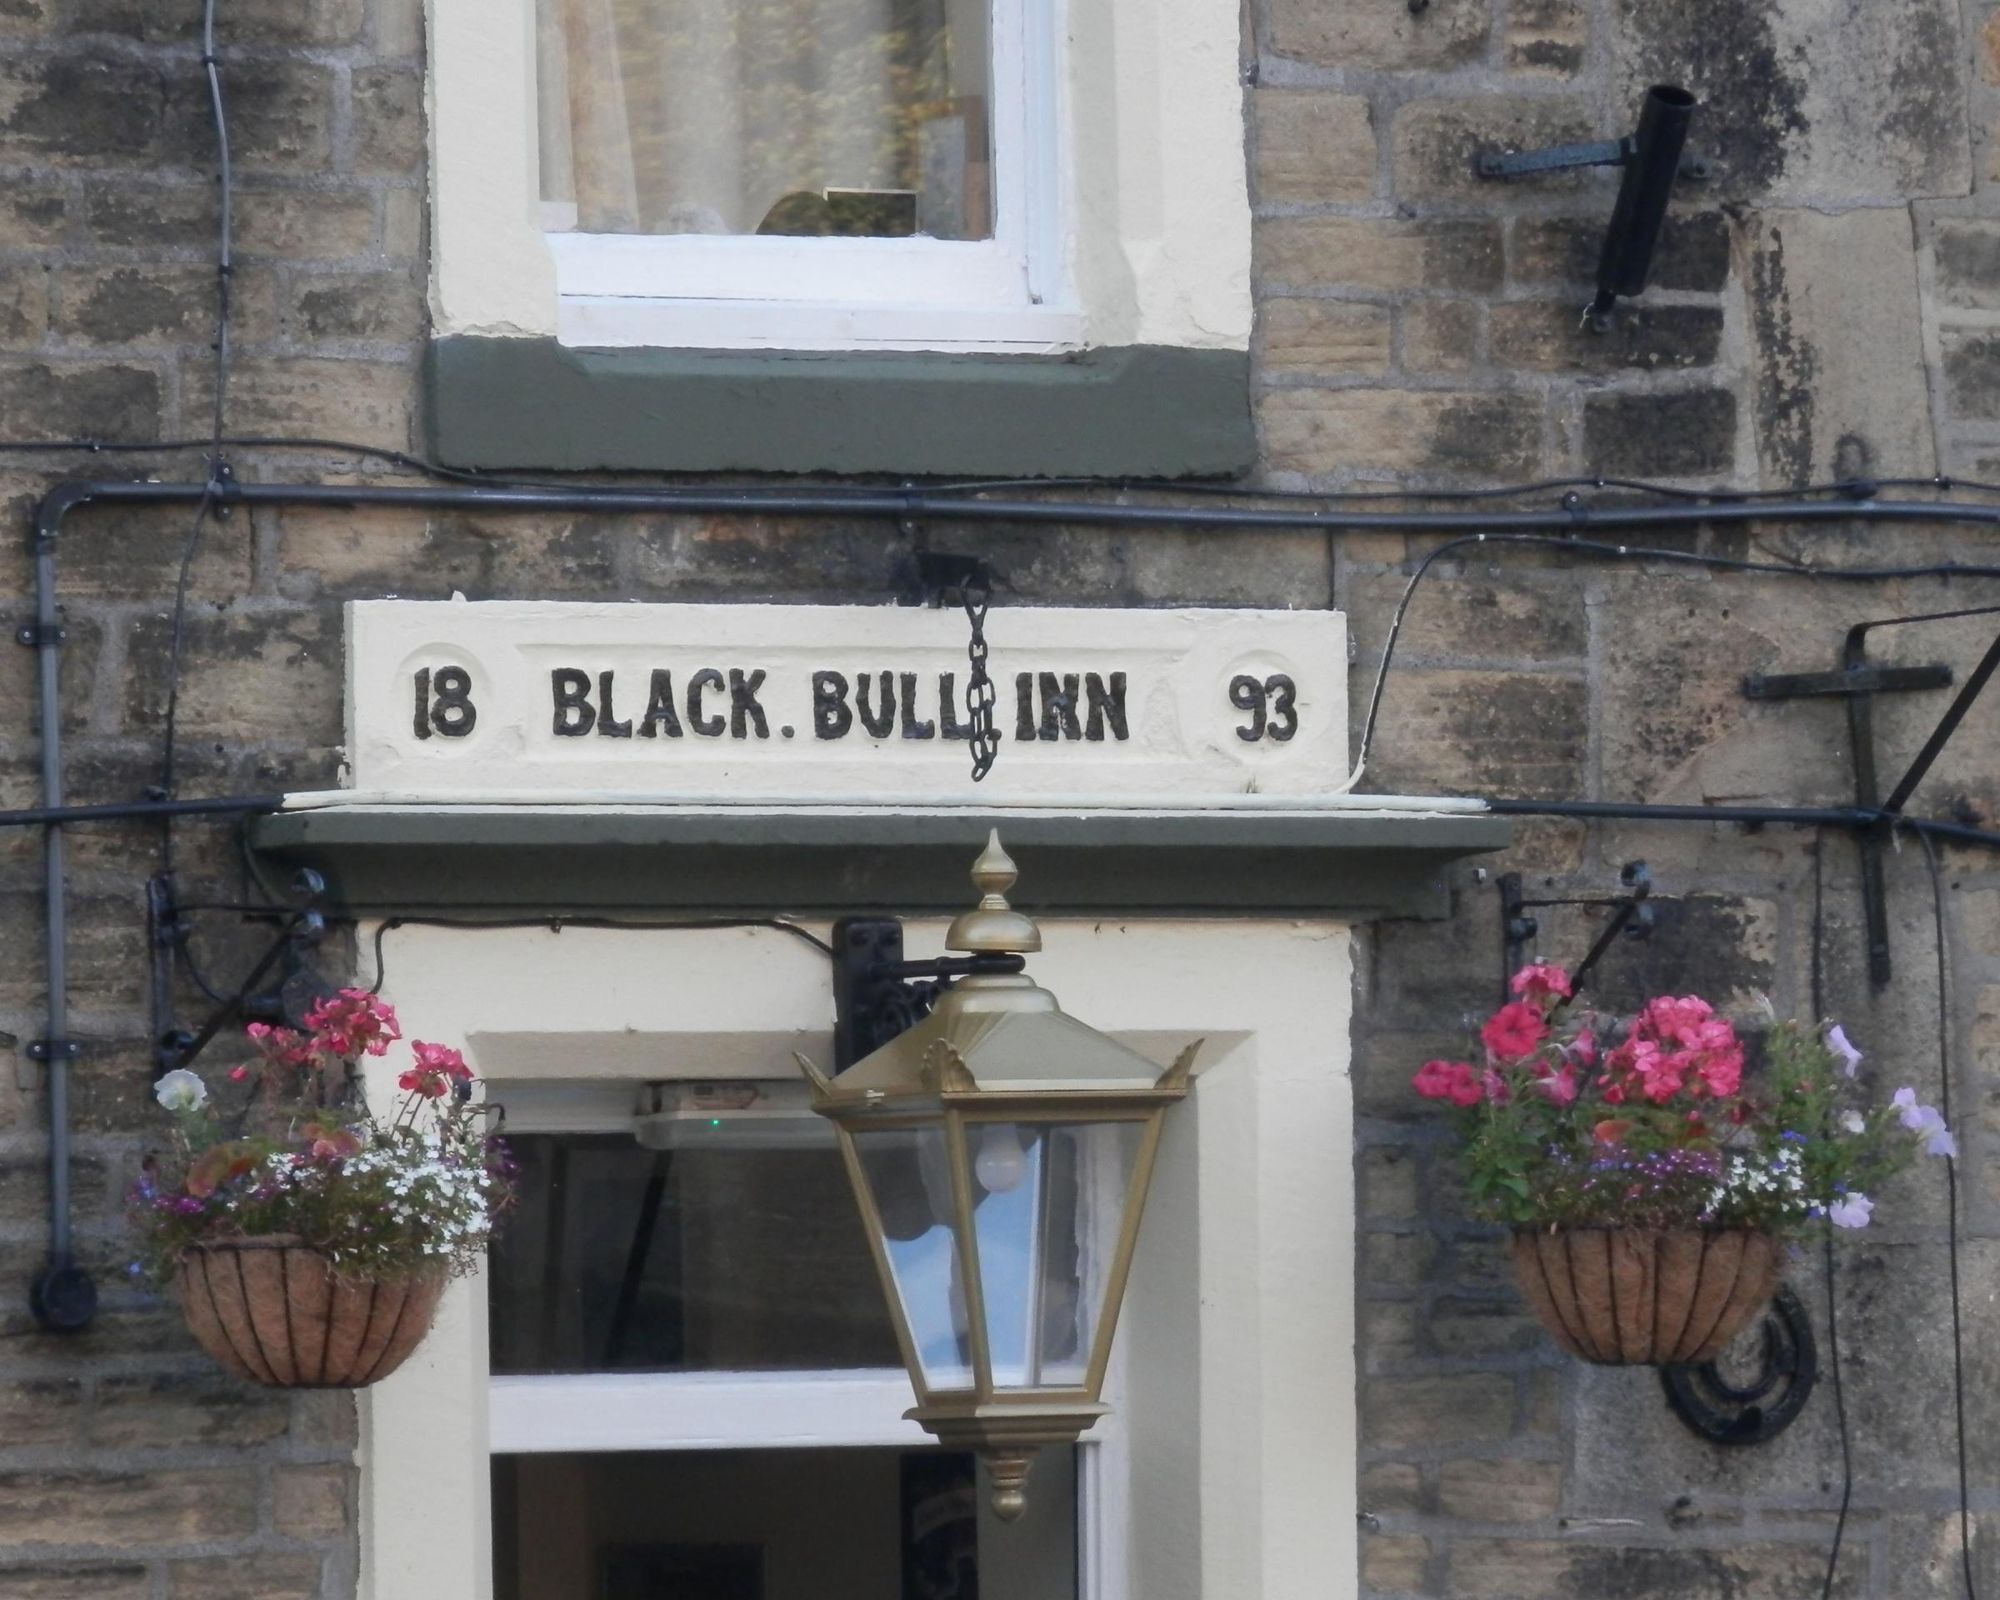 18 BLACK. BULL. INN 93